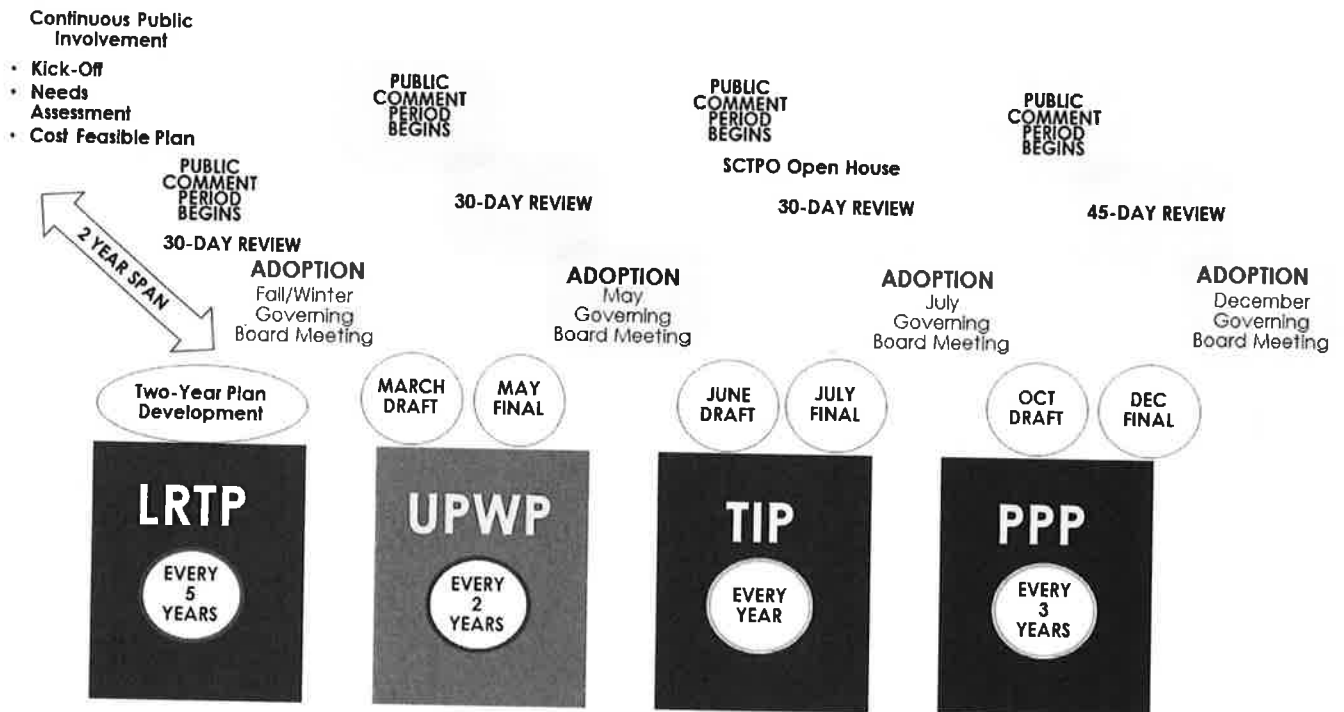 Continuous Public
Involvement
• Kick-Off
• Needs
Assessment
• Cost Feasible Plan
2 YEAR SPAN
PUBLIC
COMMENT
PERIOD
BEGINS
30-DAY REVIEW
ADOPTION
Fall/Winter
Governing
Board Meeting
Two-Year Plan
Development
LRTP
EVERY
5
YEARS
PUBLIC
COMMENT
PERIOD
BEGINS
30-DAY REVIEW
ADOPTION
May
Governing
Board Meeting
MARCH
DRAFT
MAY
FINAL
UPWP
EVERY
2
YEARS
PUBLIC
COMMENT
PERIOD
BEGINS
SCTPO Open House
30-DAY REVIEW
ADOPTION
July
Governing
Board Meeting
JUNE
DRAFT
JULY
FINAL
TIP
EVERY
YEAR
PUBLIC
COMMENT
PERIOD
BEGINS
45-DAY REVIEW
ADOPTION
December
Governing
Board Meeting
OCT
DRAFT
DEC
FINAL
PPP
EVERY
3
YEARS